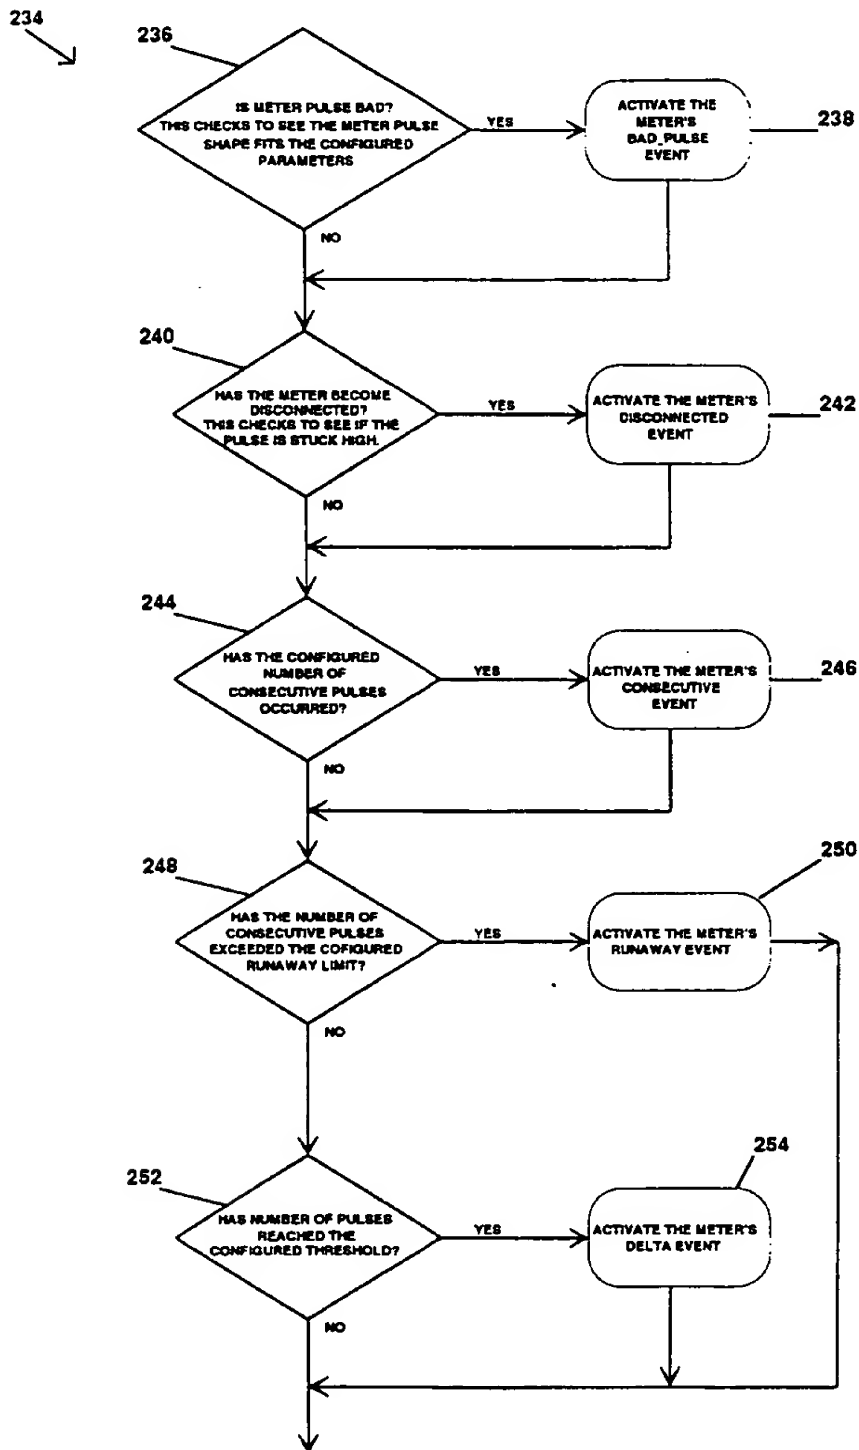 234
236
IS METER PULSE BAD?
THIS CHECKS TO SEE THE METER PULSE
SHAPE FITS THE CONFIGURED
PARAMETERS
YES
ACTIVATE THE
METER'S
BAD_PULSE
EVENT
238
NO
240
HAS THE METER BECOME
DISCONNECTED?
THIS CHECKS TO SEE IF THE
PULSE IS STUCK HIGH.
YES
ACTIVATE THE METER'S
DISCONNECTED
EVENT
242
NO
244
HAS THE CONFIGURED
NUMBER OF
CONSECUTIVE PULSES
OCCURRED?
YES
ACTIVATE THE METER'S
CONSECUTIVE
EVENT
246
NO
248
HAS THE NUMBER OF
CONSECUTIVE PULSES
EXCEEDED THE COFIGURED
RUNAWAY LIMIT?
YES
ACTIVATE THE METER'S
RUNAWAY EVENT
250
NO
252
HAS NUMBER OF PULSES
REACHED THE
CONFIGURED THRESHOLD?
YES
ACTIVATE THE METER'S
DELTA EVENT
254
NO